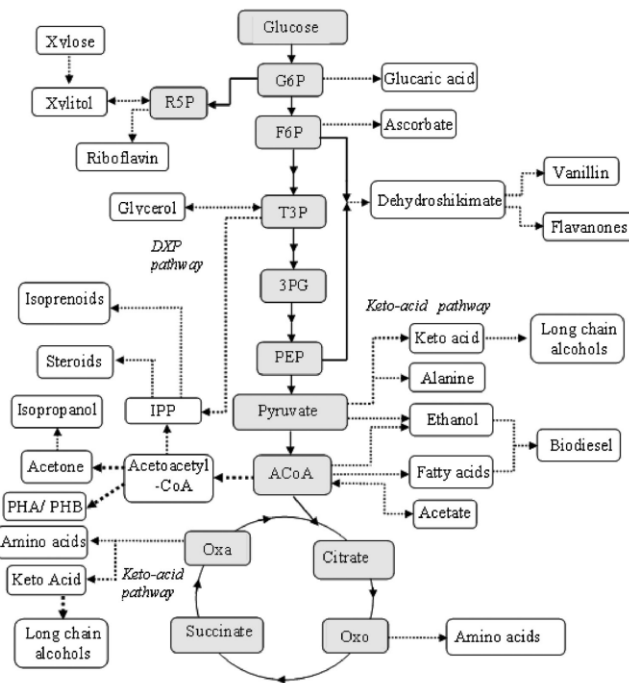 Glucose
Xylose
G6P
Glucaric acid
Xylitol
R5P
F6P
Ascorbate
Riboflavin
Vanillin
Dehydroshikimate
Glycerol
T3P
Flavanones
DXP
pathway
3PG
Isoprenoids
Keto-acid pathway
Keto acid
Long chain
alcohols
PEP
Steroids
Alanine
Isopropanol
IPP
Pyruvate
Ethanol
Biodiesel
Acetone
Acetoacetyl
-CoA
ACoA
Fatty acids
PHA/ PHB
Acetate
Amino acids
Oxa
Citrate
Keto Acid
Keto-acid
pathway
Long chain
alcohols
Succinate
Oxo
Amino acids